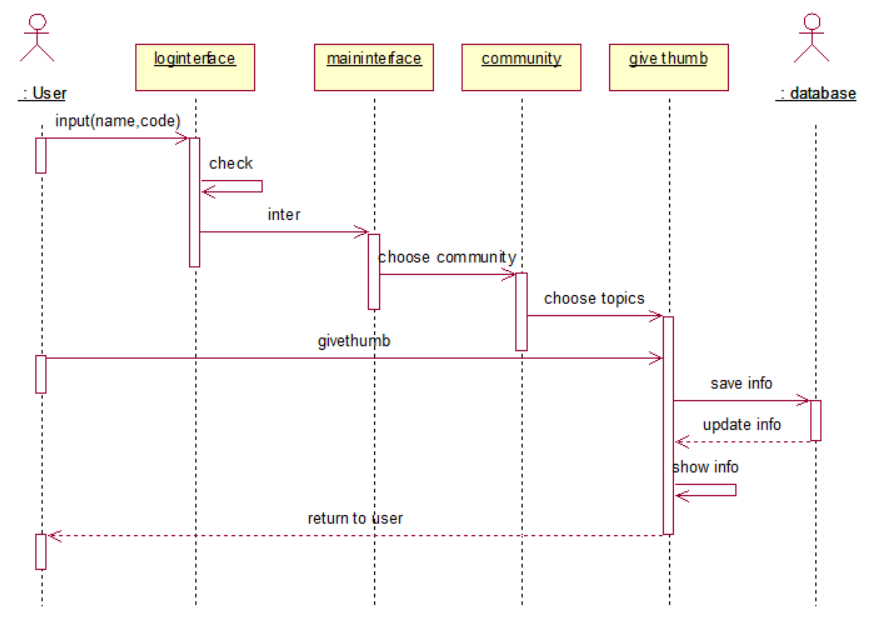 loginterface
maininterface
community
give thumb
: User
: database
input(name,code)
check
inter
choose community
choose topics
givethumb
save info
update info
show info
return to user